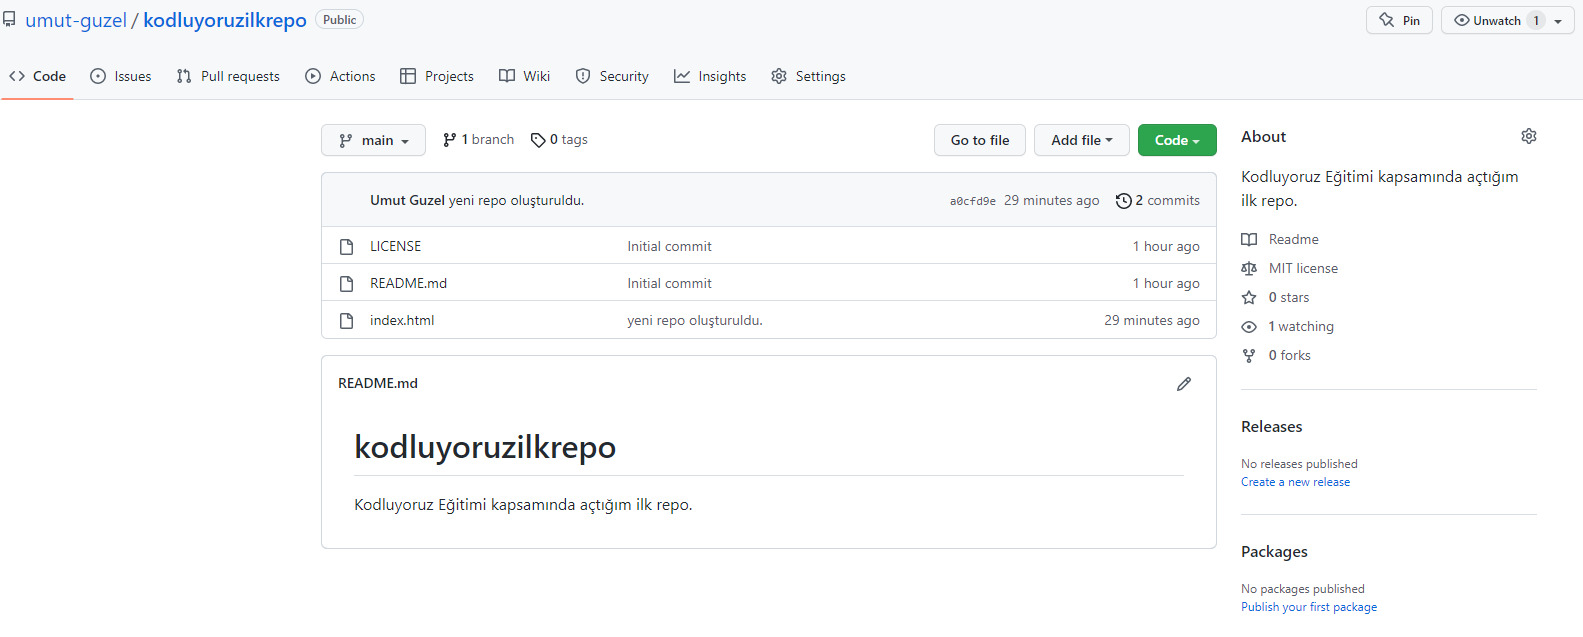 umut-guzel / kodluyoruzilkrepo Public
Pin Unwatch 1
Code Issues Pull requests Actions Projects Wiki Security Insights Settings
main 1 branch 0 tags Go to file Add file Code
Umut Guzel yeni repo oluşturuldu. a0cfd9e 29 minutes ago 2 commits
LICENSE Initial commit 1 hour ago
README.md Initial commit 1 hour ago
index.html yeni repo oluşturuldu. 29 minutes ago
README.md
kodluyoruzilkrepo
Kodluyoruz Eğitimi kapsamında açtığım ilk repo.
About
Kodluyoruz Eğitimi kapsamında açtığım
ilk repo.
Readme
MIT license
0 stars
1 watching
0 forks
Releases
No releases published
Create a new release
Packages
No packages published
Publish your first package